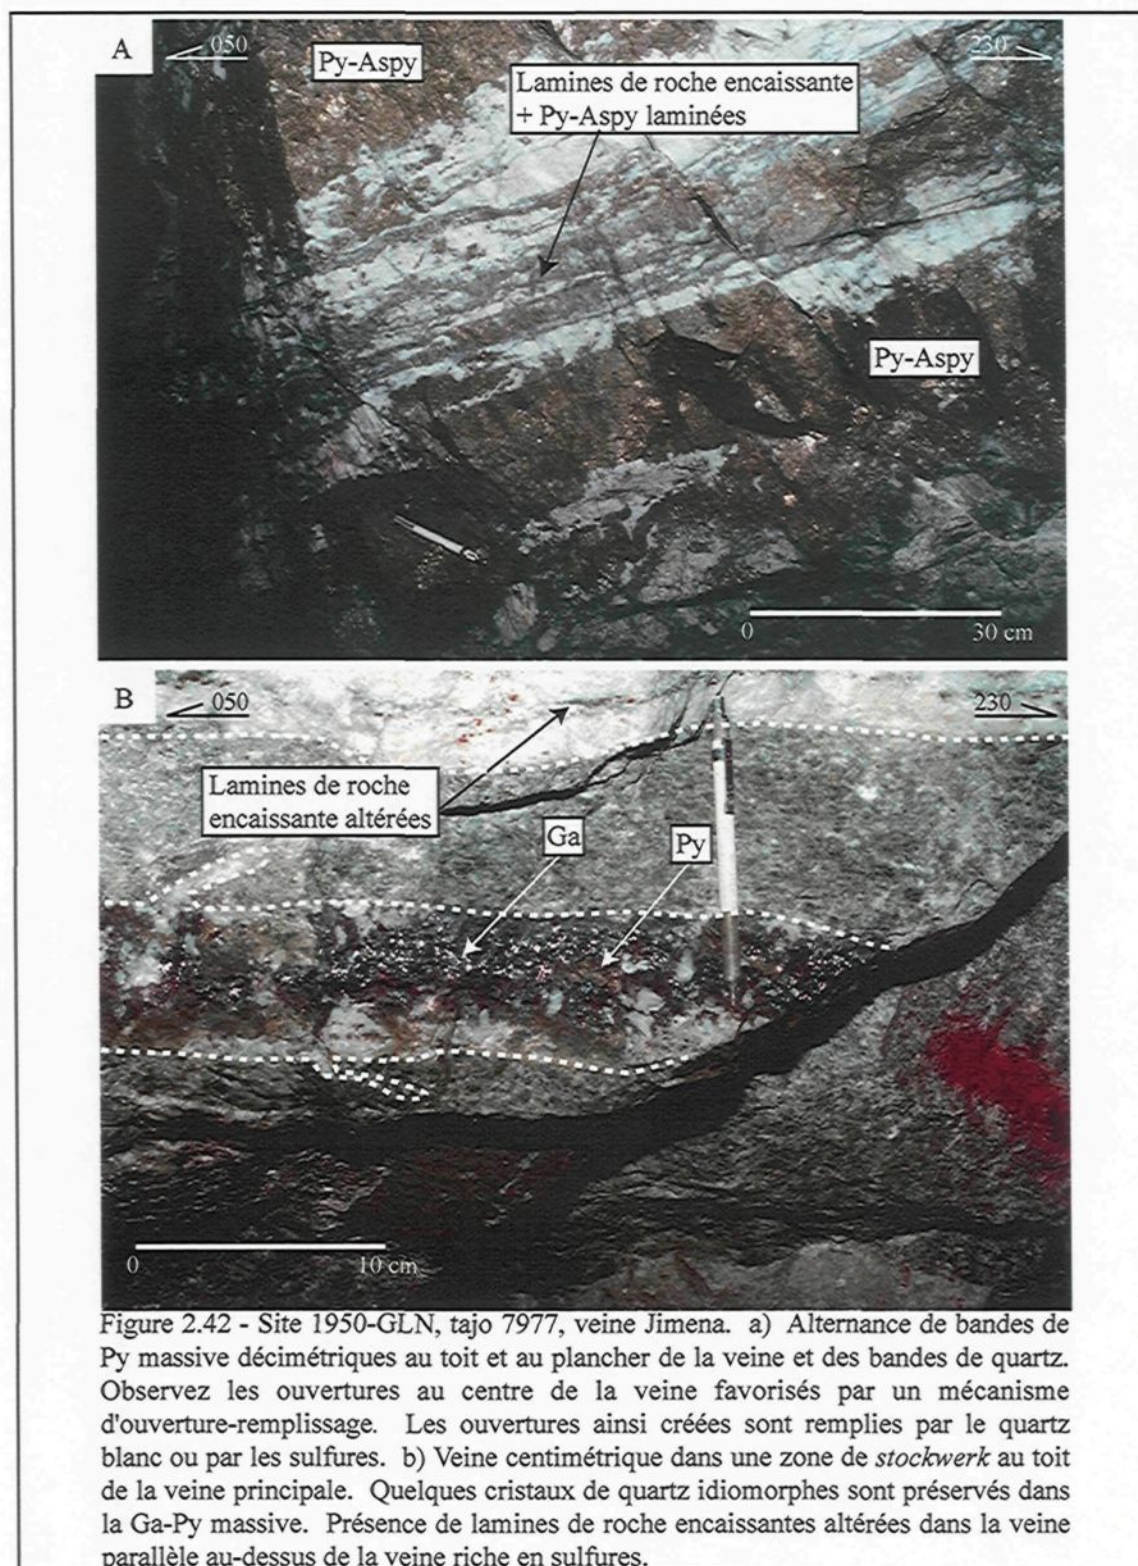 A
050
230
Py-Aspy
Lamines de roche encaissante
+ Py-Aspy laminées
Py-Aspy
0
30 cm
B
050
230
Lamines de roche
encaissante altérées
Ga
Py
0
10 cm
Figure 2.42 - Site 1950-GLN, tajo 7977, veine Jimena. a) Alternance de bandes de
Py massive décimétriques au toit et au plancher de la veine et des bandes de quartz.
Observez les ouvertures au centre de la veine favorisés par un mécanisme
d'ouverture-remplissage. Les ouvertures ainsi créées sont remplies par le quartz
blanc ou par les sulfures. b) Veine centimétrique dans une zone de stockwerk au toit
de la veine principale. Quelques cristaux de quartz idiomorphes sont préservés dans
la Ga-Py massive. Présence de lamines de roche encaissantes altérées dans la veine
parallèle au-dessus de la veine riche en sulfures.